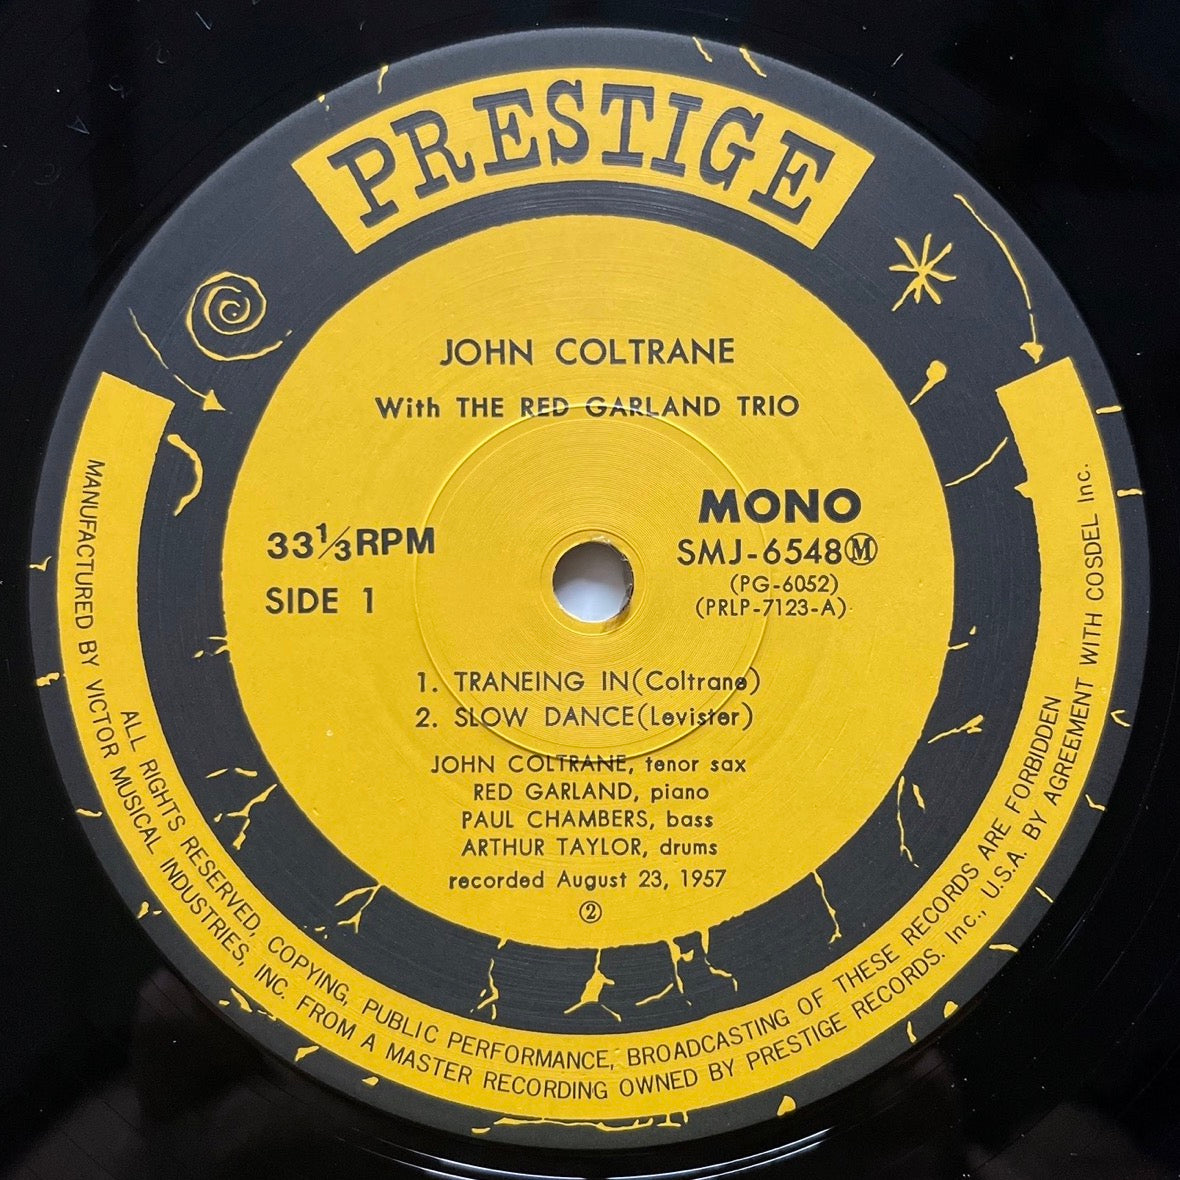 PRESTIGE
JOHN COLTRANE
With THE RED GARLAND TRIO
MONO
SMJ-6548Ⓜ
(PG-6052)
(PRLP-7123-A)
33⅓RPM
SIDE 1
1. TRANEING IN(Coltrane)
2. SLOW DANCE(Levister)
JOHN COLTRANE, tenor sax
RED GARLAND, piano
PAUL CHAMBERS, bass
ARTHUR TAYLOR, drums
recorded August 23, 1957
②
ALL RIGHTS RESERVED, COPYING, PUBLIC PERFORMANCE, BROADCASTING OF THESE RECORDS ARE FORBIDDEN
MANUFACTURED BY VICTOR MUSICAL INDUSTRIES, INC. FROM A MASTER RECORDING OWNED BY PRESTIGE RECORDS. Inc., U.S.A. BY AGREEMENT WITH COSDEL Inc.